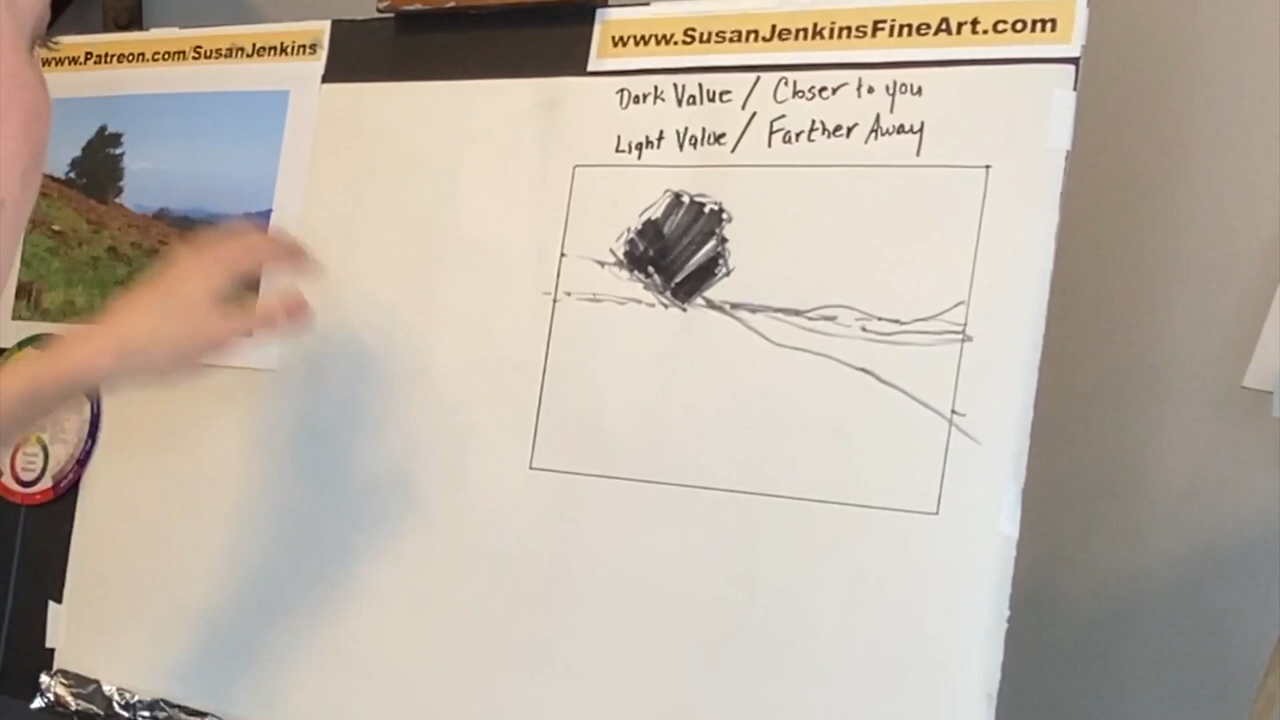 www.Patreon.com/SusanJenkins
www.SusanJenkinsFineArt.com
Dark Value / Closer to you
Light Value / Farther Away